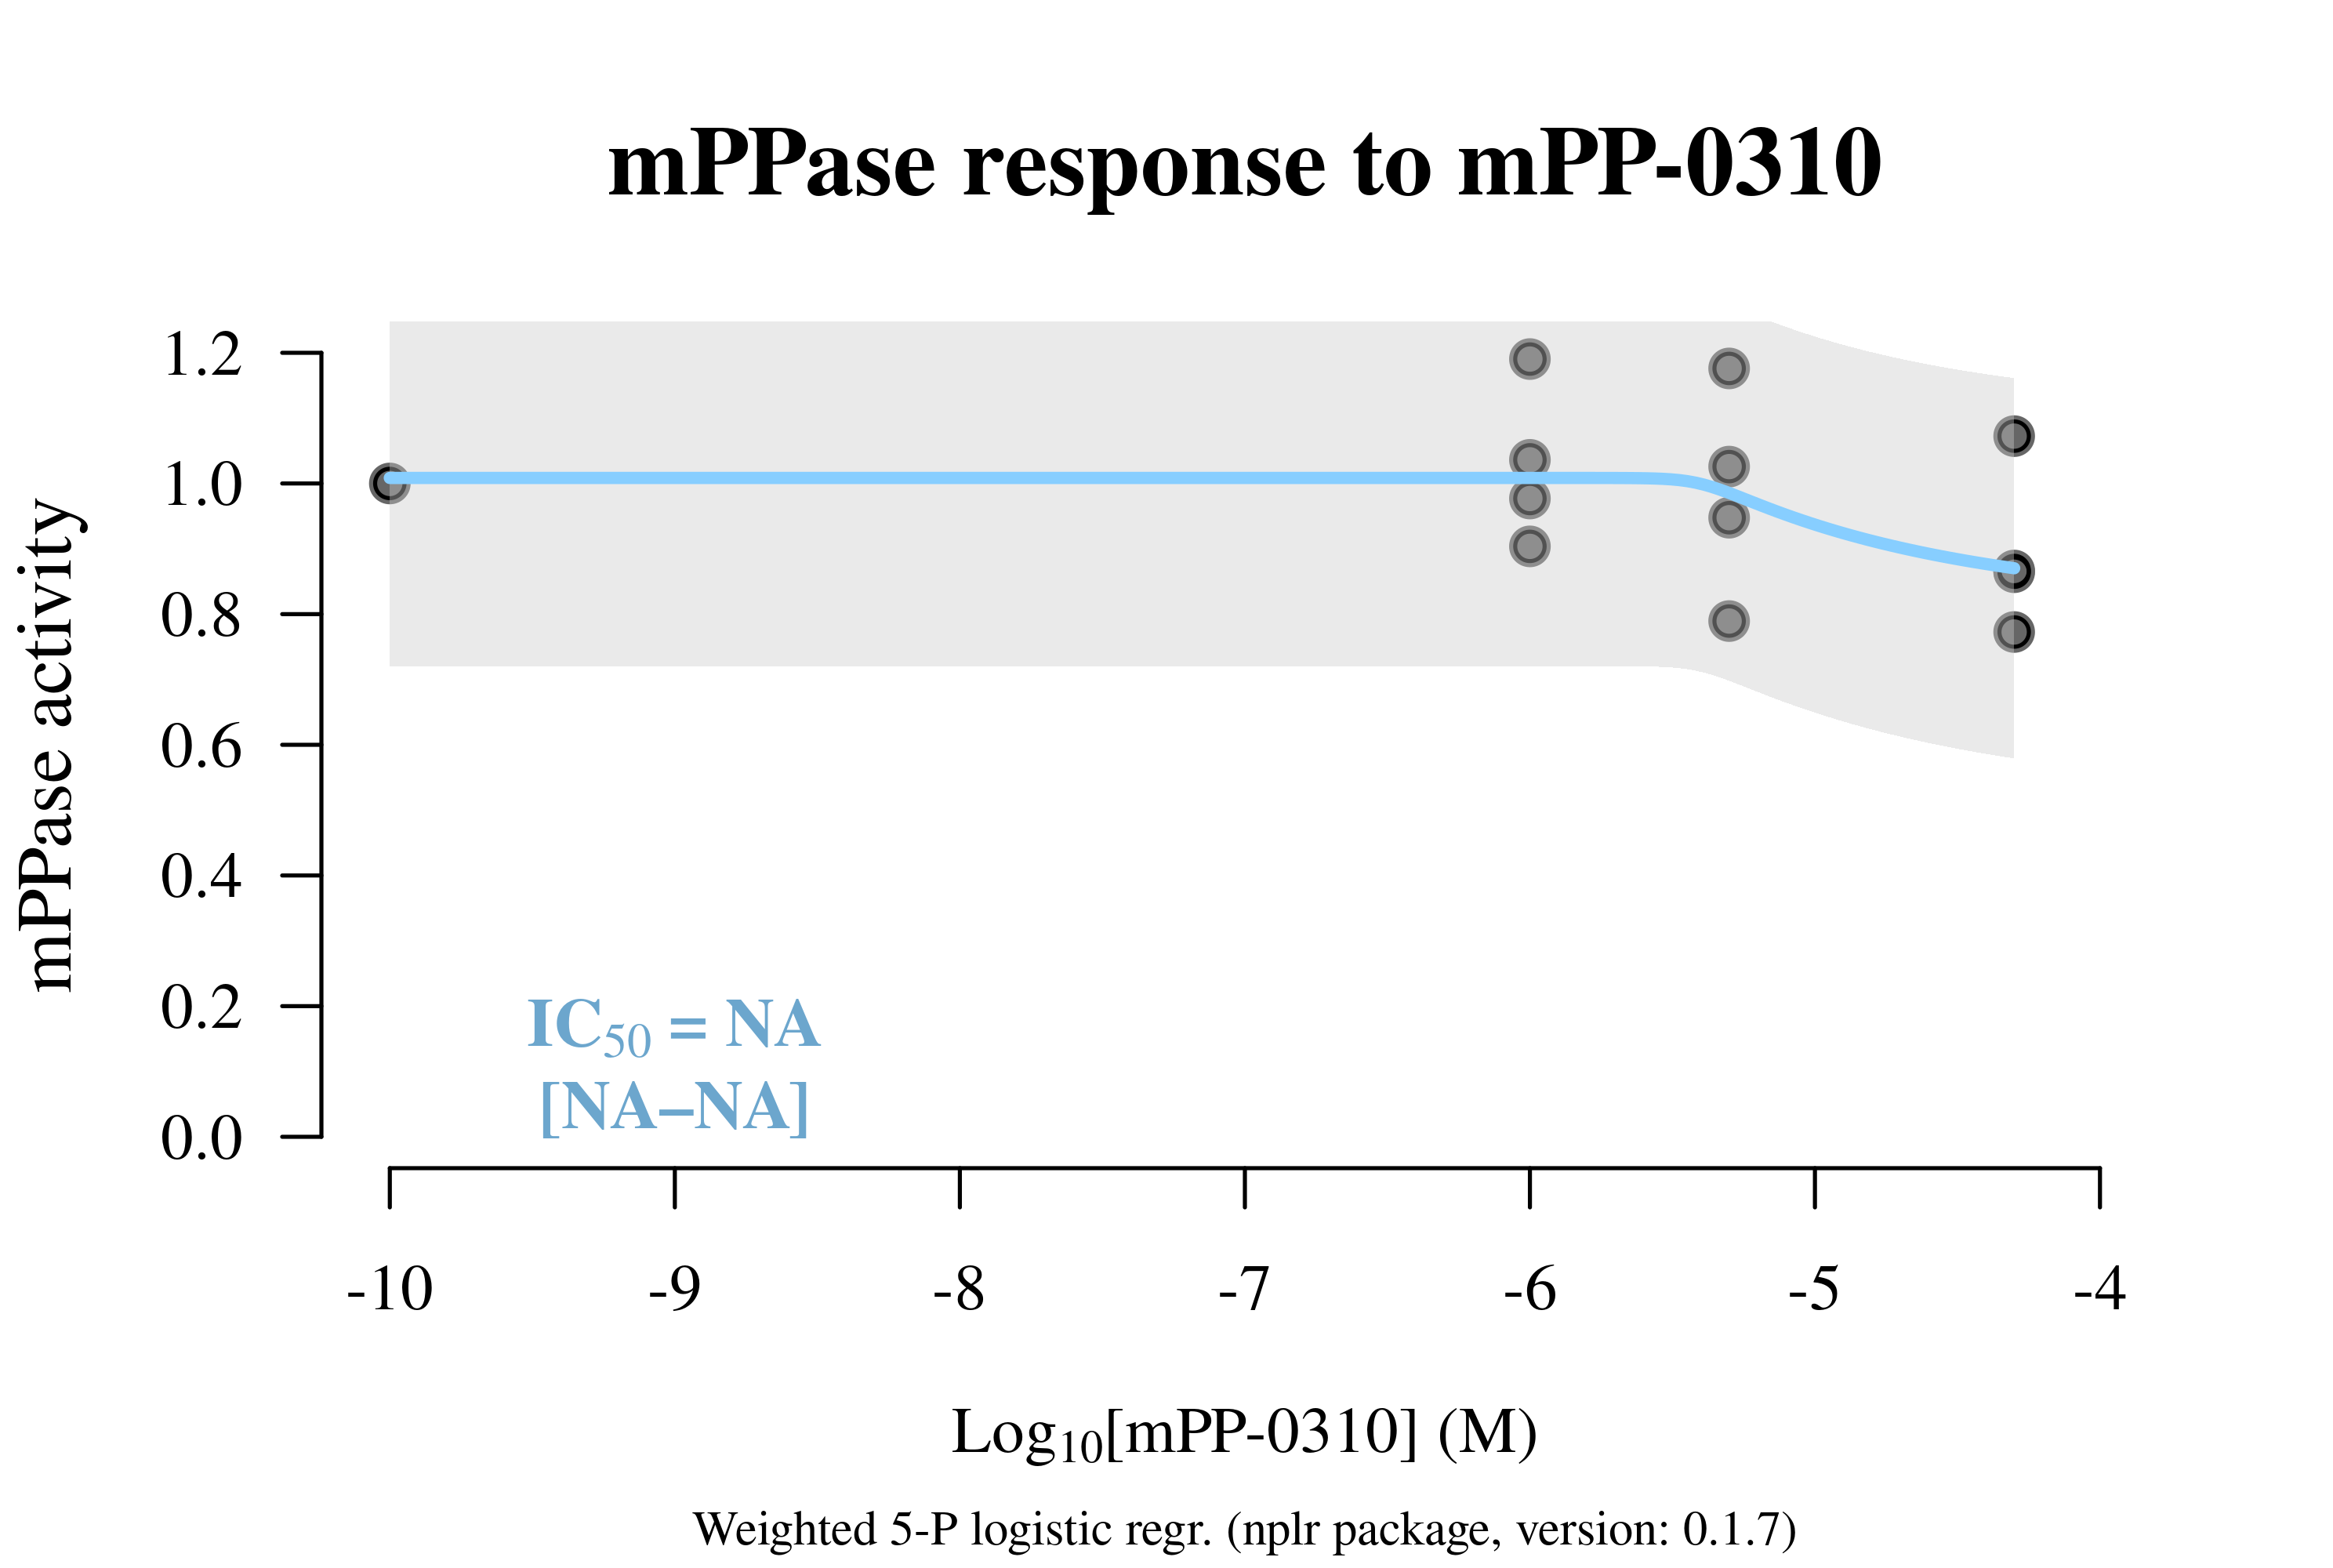 mPPase response to mPP-0310
mPPase activity
1.2
1.0
0.8
0.6
0.4
0.2
0.0
IC50 = NA
[NA–NA]
-10 -9 -8 -7 -6 -5 -4
Log10[mPP-0310] (M)
Weighted 5-P logistic regr. (nplr package, version: 0.1.7)